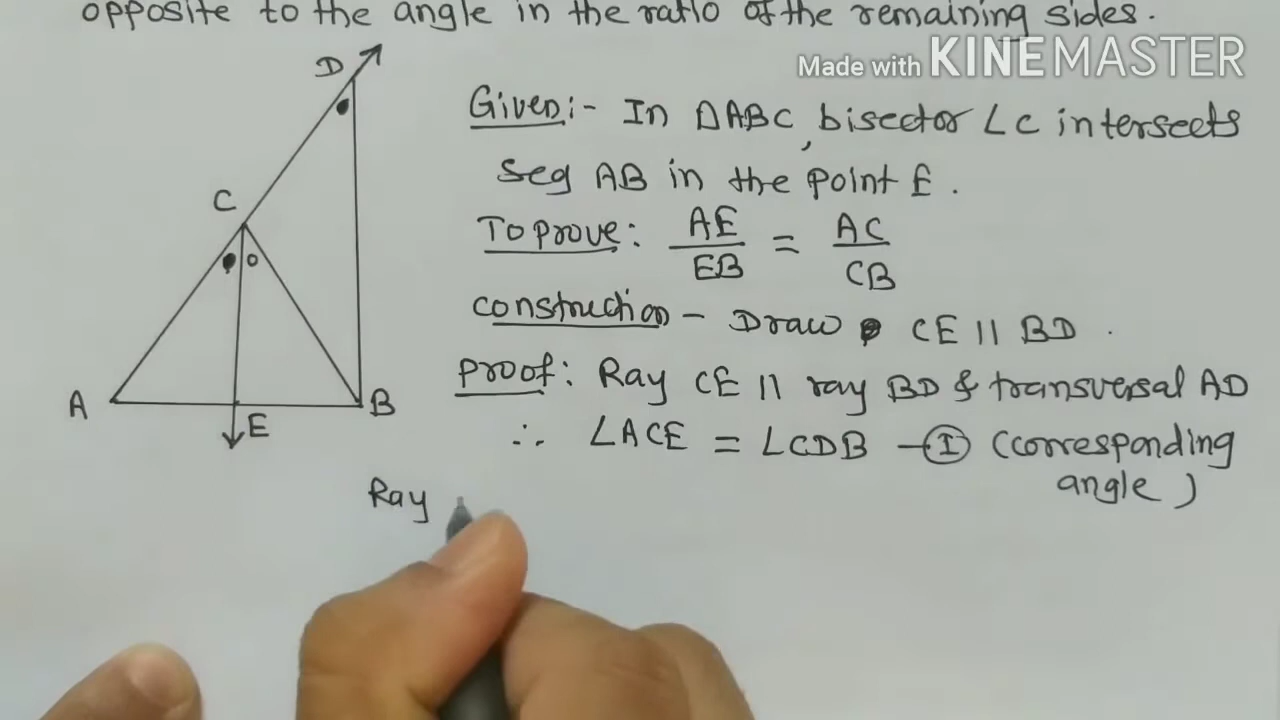 opposite to the angle in the ratio of the remaining sides.
Made with KINEMASTER
D
C
A
B
E
Given:- In ΔABC, bisector ∠C intersects
seg AB in the point E.
To prove: AE/EB = AC/CB
construction - Draw CE || BD.
proof: Ray CE || ray BD & transversal AD
∴ ∠ACE = ∠CDB —Ⓘ (corresponding
angle)
Ray